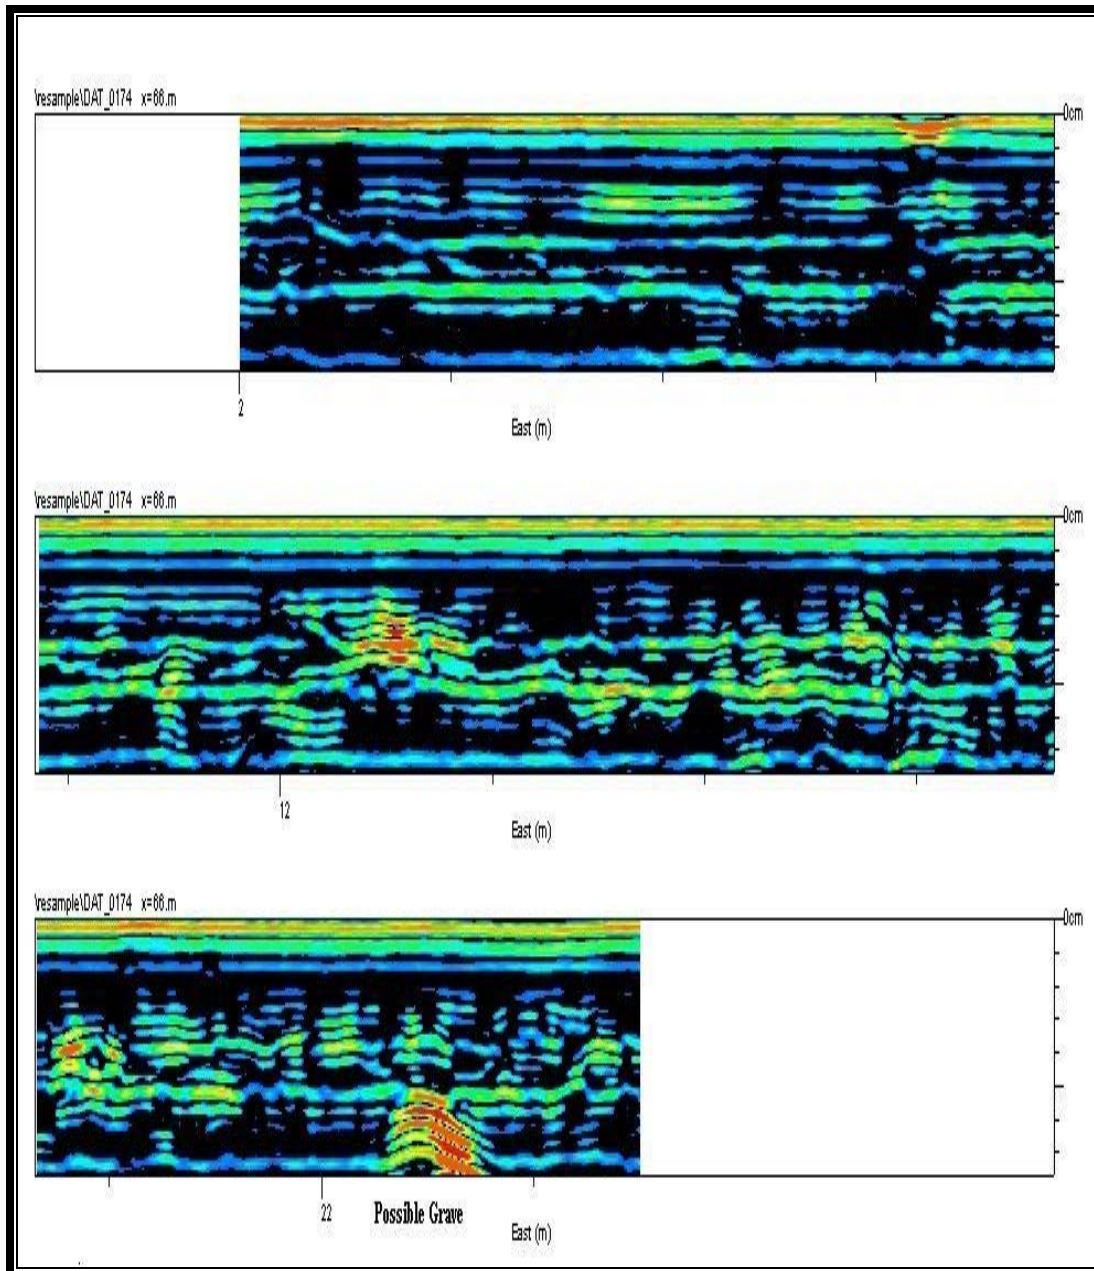 \resample\DAT_0174 x=66.m
0cm
2
East (m)
\resample\DAT_0174 x=66.m
0cm
12
East (m)
\resample\DAT_0174 x=66.m
0cm
22 Possible Grave
East (m)